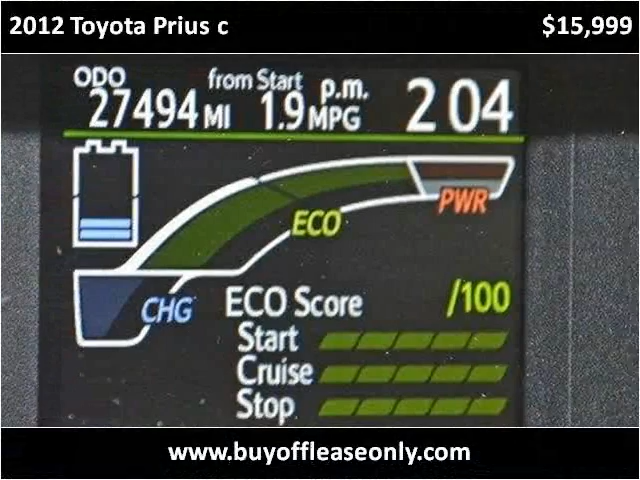 2012 Toyota Prius c $15,999
ODO from Start p.m.
27494 MI 1.9 MPG 2 04
ECO
PWR
CHG
ECO Score /100
Start
Cruise
Stop
www.buyoffleaseonly.com